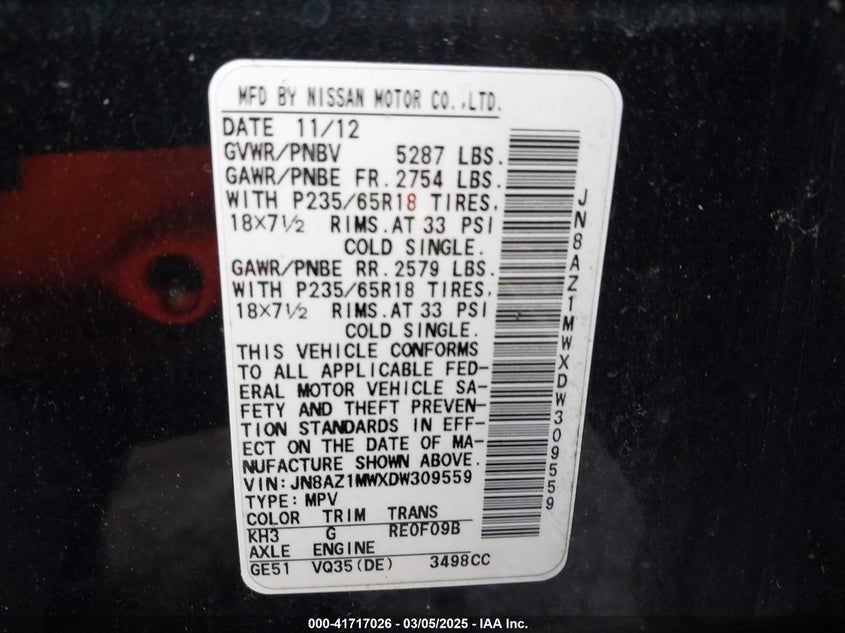 MFD BY NISSAN MOTOR CO.,LTD.
DATE 11/12
GVWR/PNBV 5287 LBS.
GAWR/PNBE FR. 2754 LBS.
WITH P235/65R18 TIRES,
18×7½ RIMS. AT 33 PSI
COLD SINGLE.
GAWR/PNBE RR. 2579 LBS.
WITH P235/65R18 TIRES,
18×7½ RIMS. AT 33 PSI
COLD SINGLE.
THIS VEHICLE CONFORMS
TO ALL APPLICABLE FED-
ERAL MOTOR VEHICLE SA-
FETY AND THEFT PREVEN-
TION STANDARDS IN EFF-
ECT ON THE DATE OF MA-
NUFACTURE SHOWN ABOVE.
VIN:JN8AZ1MWXDW309559
TYPE: MPV
COLOR TRIM TRANS
KH3 G RE0F09B
AXLE ENGINE
GE51 VQ35(DE) 3498CC
JN8AZ1MWXDW309559
000-41717026 - 03/05/2025 - IAA Inc.